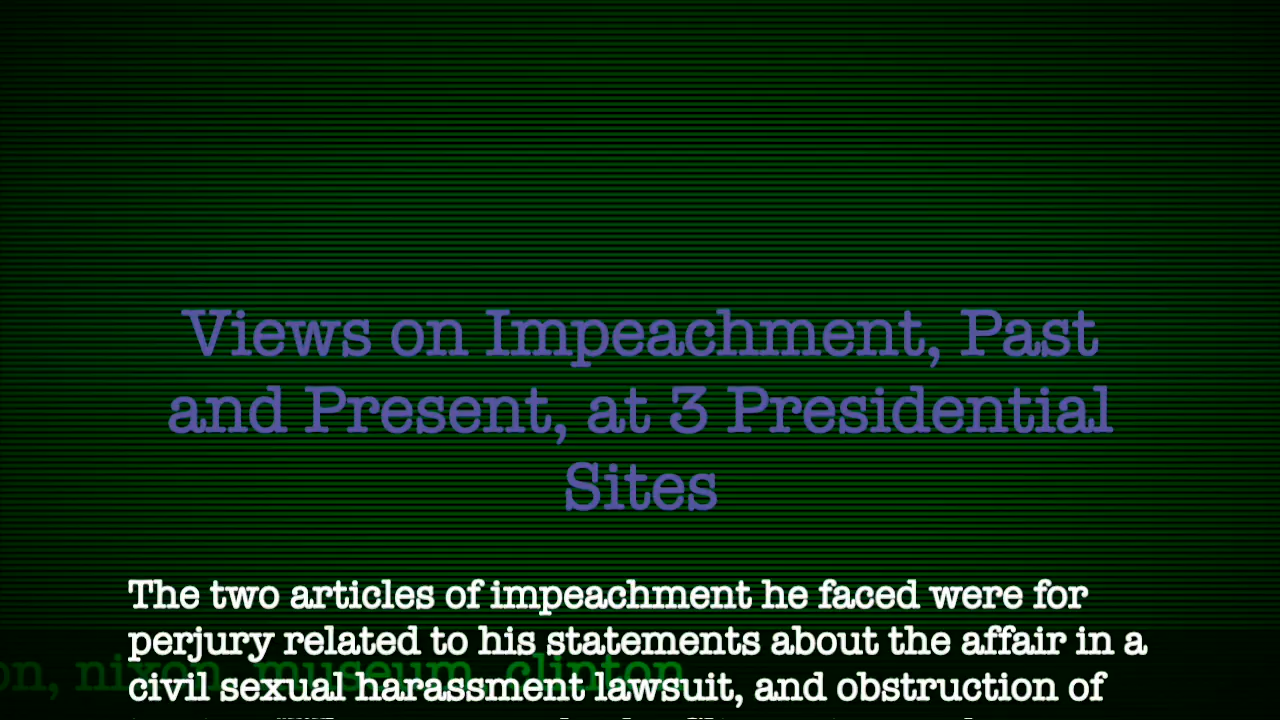 Views on Impeachment, Past
and Present, at 3 Presidential
Sites
The two articles of impeachment he faced were for
perjury related to his statements about the affair in a
on, nixon, museum, clinton
civil sexual harassment lawsuit, and obstruction of